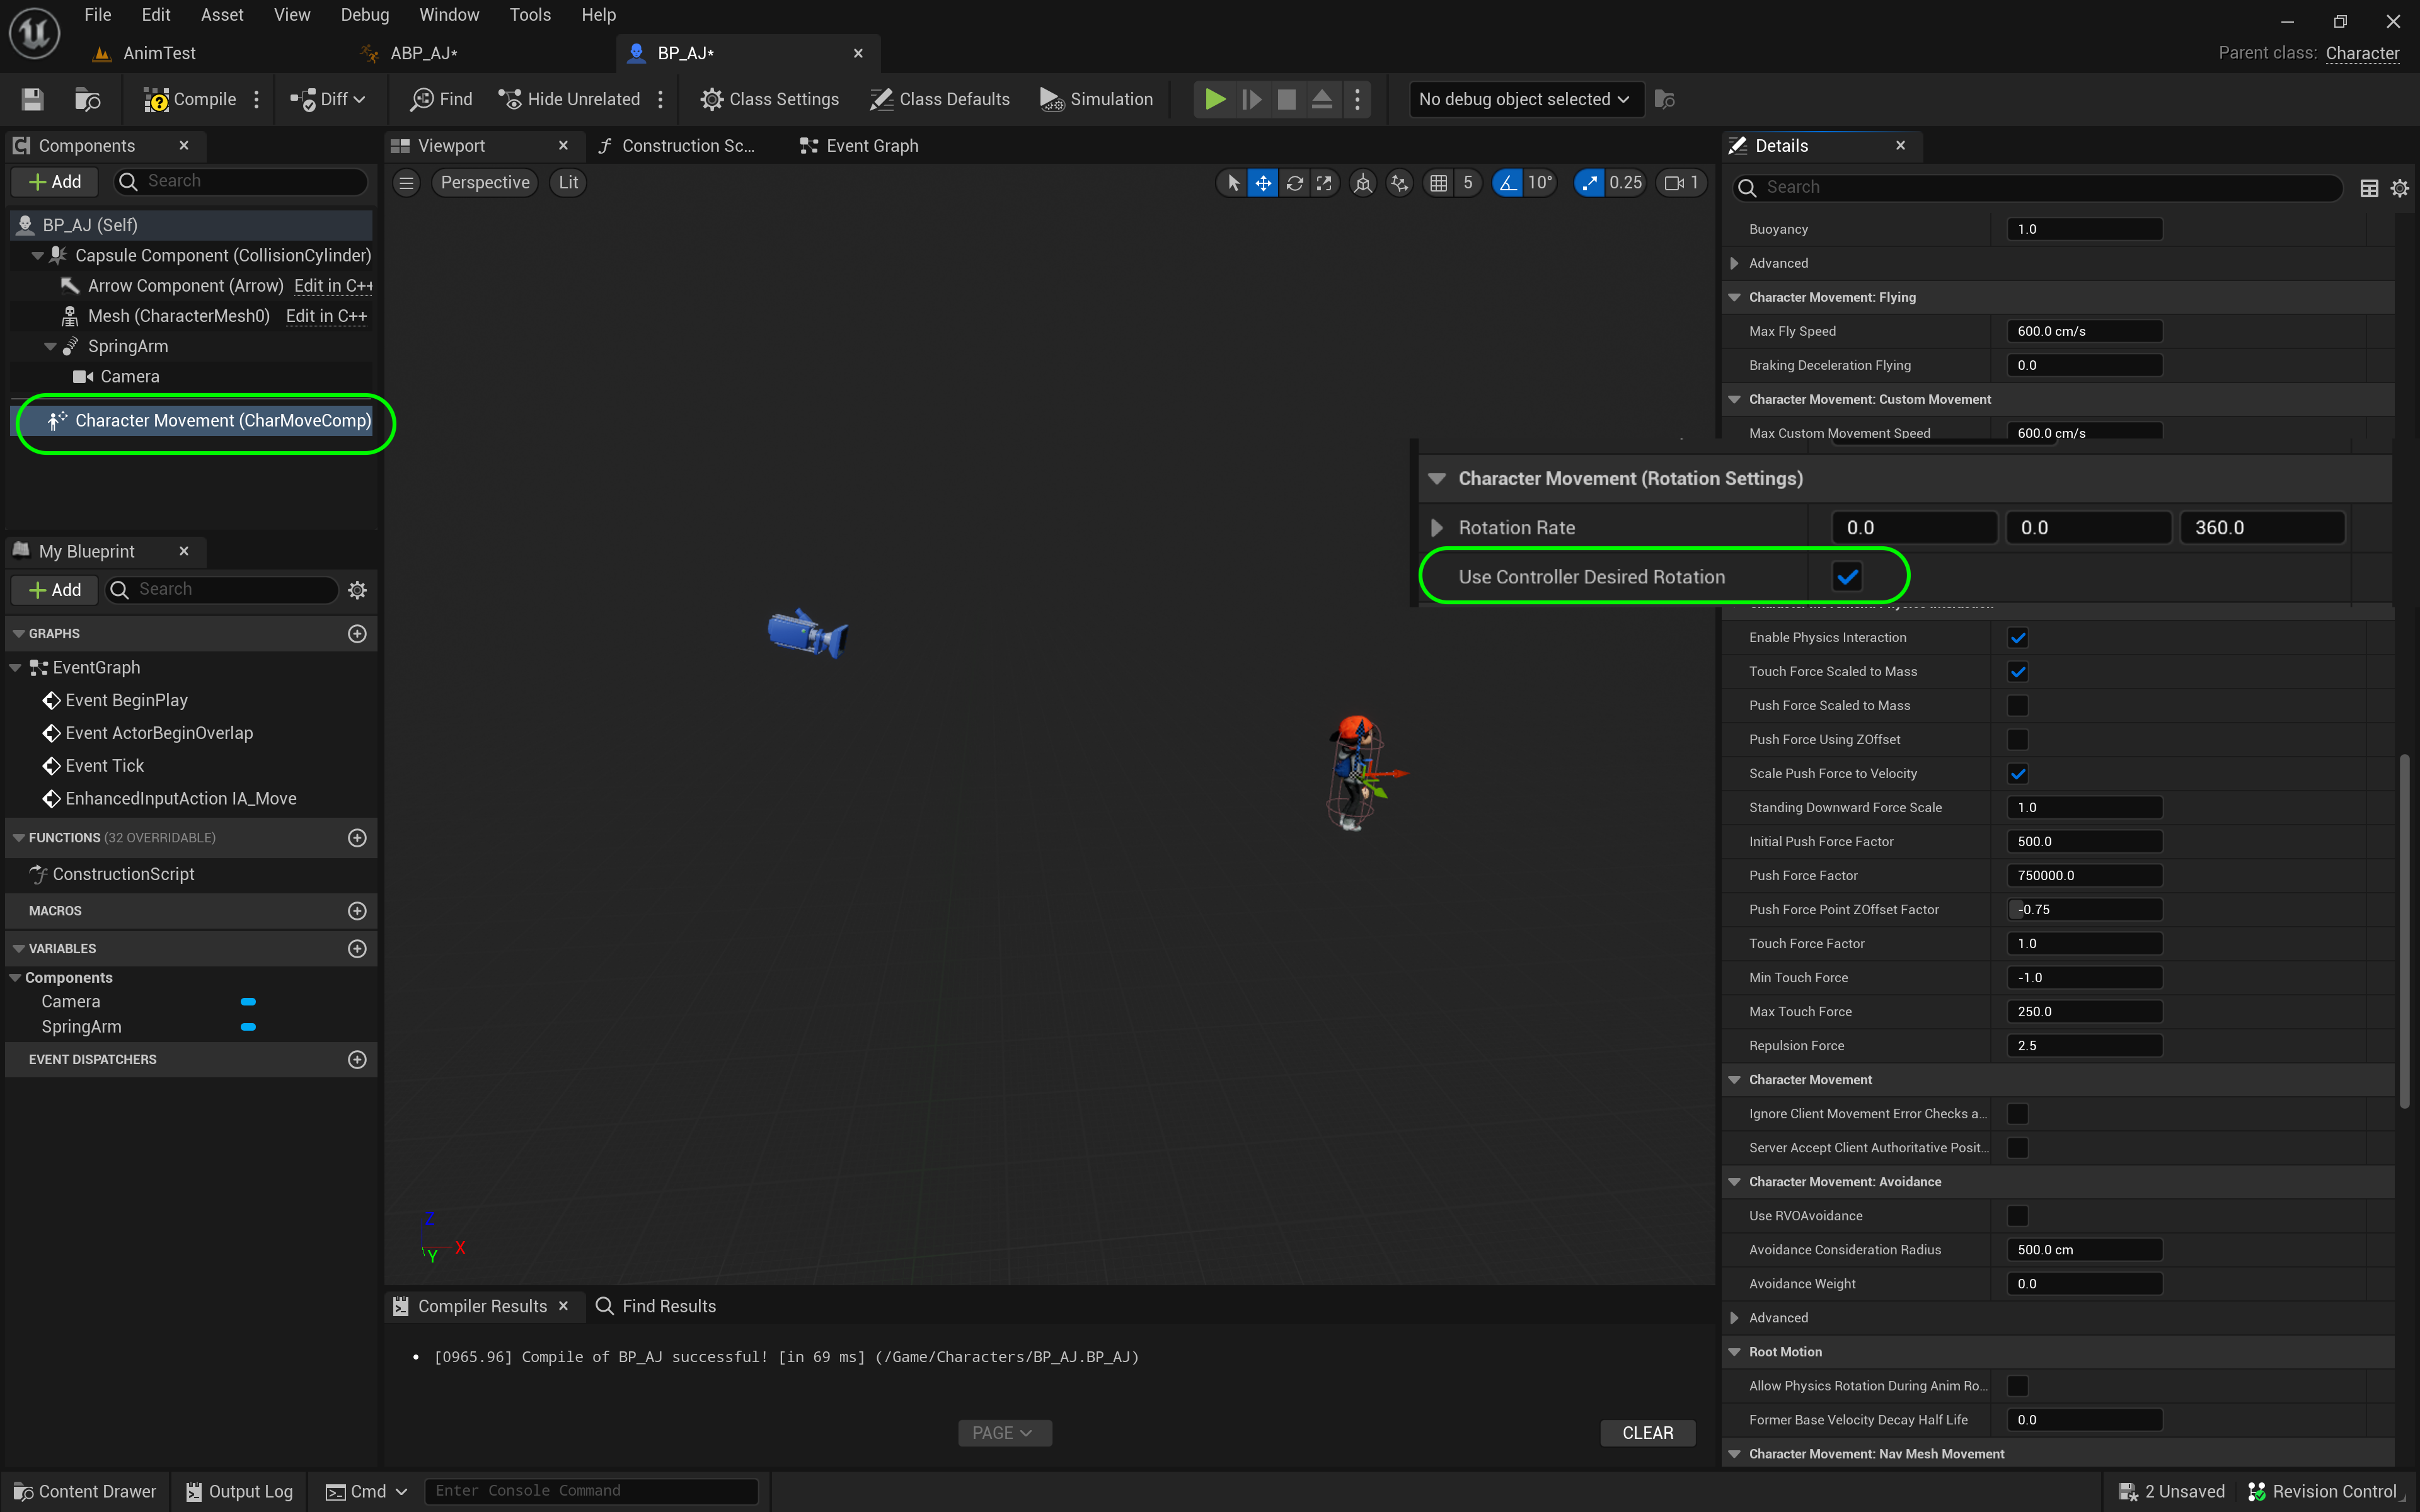 File Edit Asset View Debug Window Tools Help
AnimTest
ABP_AJ*
BP_AJ*
Parent class: Character
Compile
Diff
Find
Hide Unrelated
Class Settings
Class Defaults
Simulation
No debug object selected
Components
Add
Search
BP_AJ (Self)
Capsule Component (CollisionCylinder)
Arrow Component (Arrow) Edit in C++
Mesh (CharacterMesh0) Edit in C++
SpringArm
Camera
Character Movement (CharMoveComp)
My Blueprint
Add
Search
GRAPHS
EventGraph
Event BeginPlay
Event ActorBeginOverlap
Event Tick
EnhancedInputAction IA_Move
FUNCTIONS (32 OVERRIDABLE)
ConstructionScript
MACROS
VARIABLES
Components
Camera
SpringArm
EVENT DISPATCHERS
Viewport
Construction Sc...
Event Graph
Perspective
Lit
5
10°
0.25
1
Z
X
Y
Compiler Results
Find Results
• [0965.96] Compile of BP_AJ successful! [in 69 ms] (/Game/Characters/BP_AJ.BP_AJ)
PAGE
CLEAR
Details
Search
Buoyancy 1.0
Advanced
Character Movement: Flying
Max Fly Speed 600.0 cm/s
Braking Deceleration Flying 0.0
Character Movement: Custom Movement
Max Custom Movement Speed 600.0 cm/s
Character Movement (Rotation Settings)
Rotation Rate 0.0 0.0 360.0
Use Controller Desired Rotation
Enable Physics Interaction
Touch Force Scaled to Mass
Push Force Scaled to Mass
Push Force Using ZOffset
Scale Push Force to Velocity
Standing Downward Force Scale 1.0
Initial Push Force Factor 500.0
Push Force Factor 750000.0
Push Force Point ZOffset Factor -0.75
Touch Force Factor 1.0
Min Touch Force -1.0
Max Touch Force 250.0
Repulsion Force 2.5
Character Movement
Ignore Client Movement Error Checks a...
Server Accept Client Authoritative Posit...
Character Movement: Avoidance
Use RVOAvoidance
Avoidance Consideration Radius 500.0 cm
Avoidance Weight 0.0
Advanced
Root Motion
Allow Physics Rotation During Anim Ro...
Former Base Velocity Decay Half Life 0.0
Character Movement: Nav Mesh Movement
Content Drawer
Output Log
Cmd
Enter Console Command
2 Unsaved
Revision Control